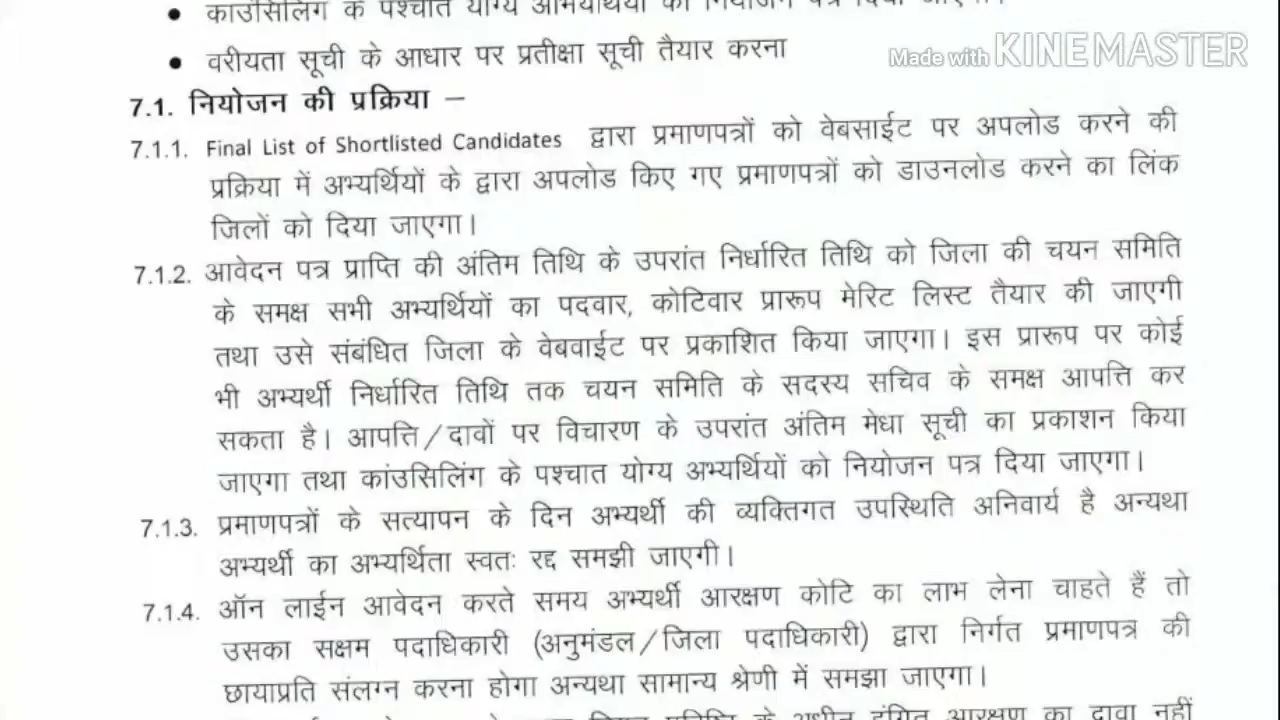 काउंसिलिंग के पश्चात योग्य अभ्यर्थियों को नियोजन पत्र दिया जाएगा।
• वरीयता सूची के आधार पर प्रतीक्षा सूची तैयार करना
Made with KINEMASTER
7.1. नियोजन की प्रक्रिया –
7.1.1. Final List of Shortlisted Candidates द्वारा प्रमाणपत्रों को वेबसाईट पर अपलोड करने की
प्रक्रिया में अभ्यर्थियों के द्वारा अपलोड किए गए प्रमाणपत्रों को डाउनलोड करने का लिंक
जिलों को दिया जाएगा।
7.1.2. आवेदन पत्र प्राप्ति की अंतिम तिथि के उपरांत निर्धारित तिथि को जिला की चयन समिति
के समक्ष सभी अभ्यर्थियों का पदवार, कोटिवार प्रारूप मेरिट लिस्ट तैयार की जाएगी
तथा उसे संबंधित जिला के वेबवाईट पर प्रकाशित किया जाएगा। इस प्रारूप पर कोई
भी अभ्यर्थी निर्धारित तिथि तक चयन समिति के सदस्य सचिव के समक्ष आपत्ति कर
सकता है। आपत्ति/दावों पर विचारण के उपरांत अंतिम मेधा सूची का प्रकाशन किया
जाएगा तथा कांउसिलिंग के पश्चात योग्य अभ्यर्थियों को नियोजन पत्र दिया जाएगा।
7.1.3. प्रमाणपत्रों के सत्यापन के दिन अभ्यर्थी की व्यक्तिगत उपस्थिति अनिवार्य है अन्यथा
अभ्यर्थी का अभ्यर्थिता स्वतः रद्द समझी जाएगी।
7.1.4. ऑन लाईन आवेदन करते समय अभ्यर्थी आरक्षण कोटि का लाभ लेना चाहते हैं तो
उसका सक्षम पदाधिकारी (अनुमंडल/जिला पदाधिकारी) द्वारा निर्गत प्रमाणपत्र की
छायाप्रति संलग्न करना होगा अन्यथा सामान्य श्रेणी में समझा जाएगा।
के अधीन इंगित आरक्षण का दावा नहीं